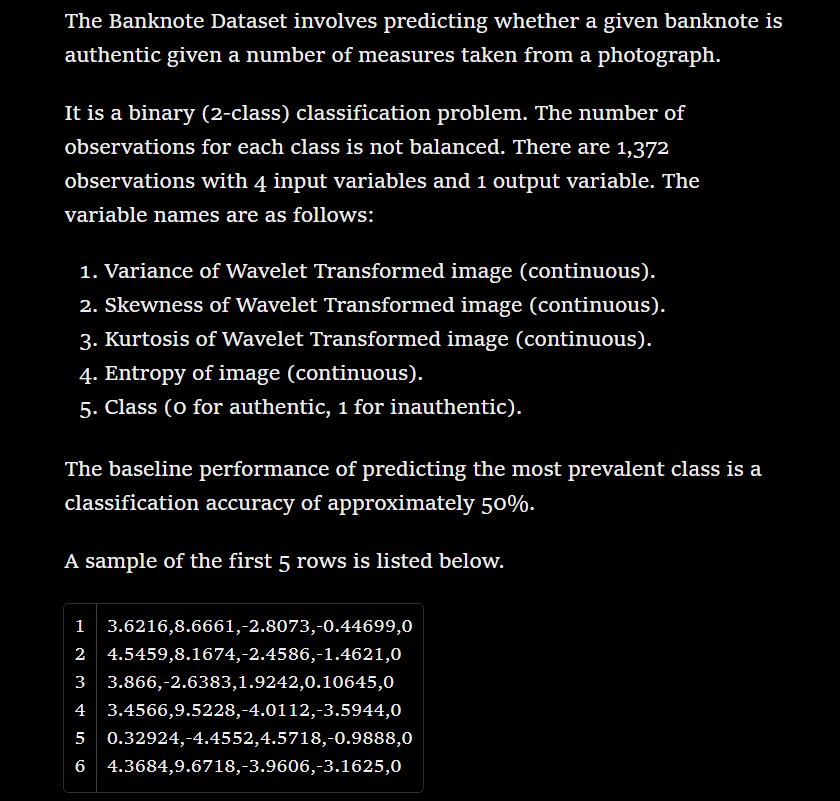 The Banknote Dataset involves predicting whether a given banknote is
authentic given a number of measures taken from a photograph.
It is a binary (2-class) classification problem. The number of
observations for each class is not balanced. There are 1,372
observations with 4 input variables and 1 output variable. The
variable names are as follows:
1. Variance of Wavelet Transformed image (continuous).
2. Skewness of Wavelet Transformed image (continuous).
3. Kurtosis of Wavelet Transformed image (continuous).
4. Entropy of image (continuous).
5. Class (0 for authentic, 1 for inauthentic).
The baseline performance of predicting the most prevalent class is a
classification accuracy of approximately 50%.
A sample of the first 5 rows is listed below.
1 3.6216,8.6661,-2.8073,-0.44699,0
2 4.5459,8.1674,-2.4586,-1.4621,0
3 3.866,-2.6383,1.9242,0.10645,0
4 3.4566,9.5228,-4.0112,-3.5944,0
5 0.32924,-4.4552,4.5718,-0.9888,0
6 4.3684,9.6718,-3.9606,-3.1625,0